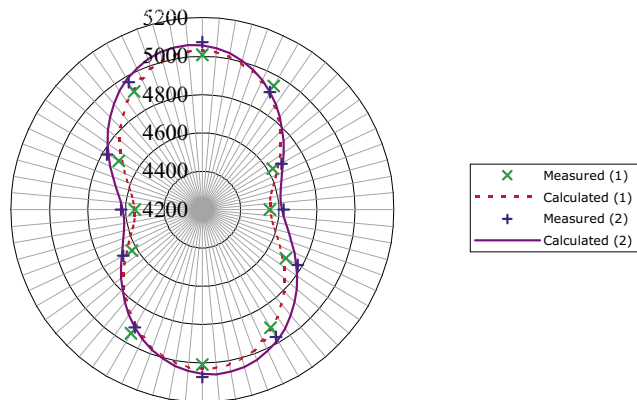 5200
5000
4800
4600
4400
4200
Measured (1)
Calculated (1)
Measured (2)
Calculated (2)